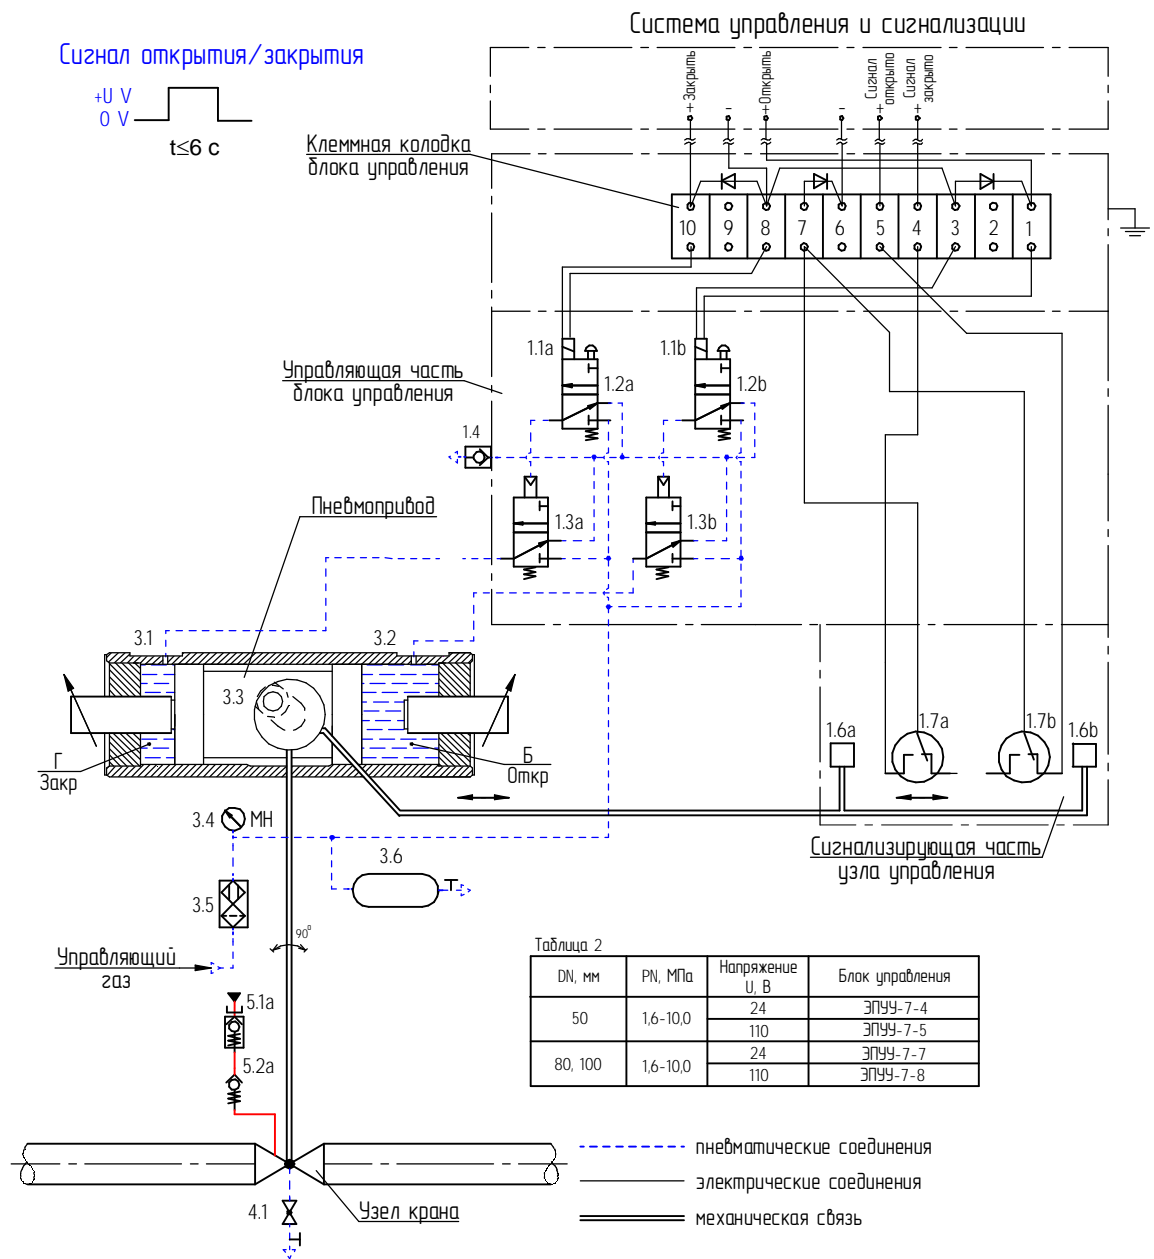 Система управления и сигнализации
Сигнал открытия/закрытия
+U V
0 V
t≤6 с
+ Закрыть
-
+Открыть
-
+ Сигнал открыто
+ Сигнал закрыто
Клеммная колодка
блока управления
10 9 8 7 6 5 4 3 2 1
1.1a
1.1b
Управляющая часть
блока управления
1.2a
1.2b
1.4
Пневмопривод
1.3a
1.3b
3.1
3.2
3.3
1.6a
1.7a
1.7b
1.6b
Г
Закр
Б
Откр
3.4
МН
Сигнализирующая часть
узла управления
3.6
3.5
90°
Управляющий
газ
5.1a
5.2a
Таблица 2
DN, мм
PN, МПа
Напряжение U, В
Блок управления
50
1,6-10,0
24
ЭПУУ-7-4
110
ЭПУУ-7-5
80, 100
1,6-10,0
24
ЭПУУ-7-7
110
ЭПУУ-7-8
пневматические соединения
электрические соединения
механическая связь
4.1
Узел крана